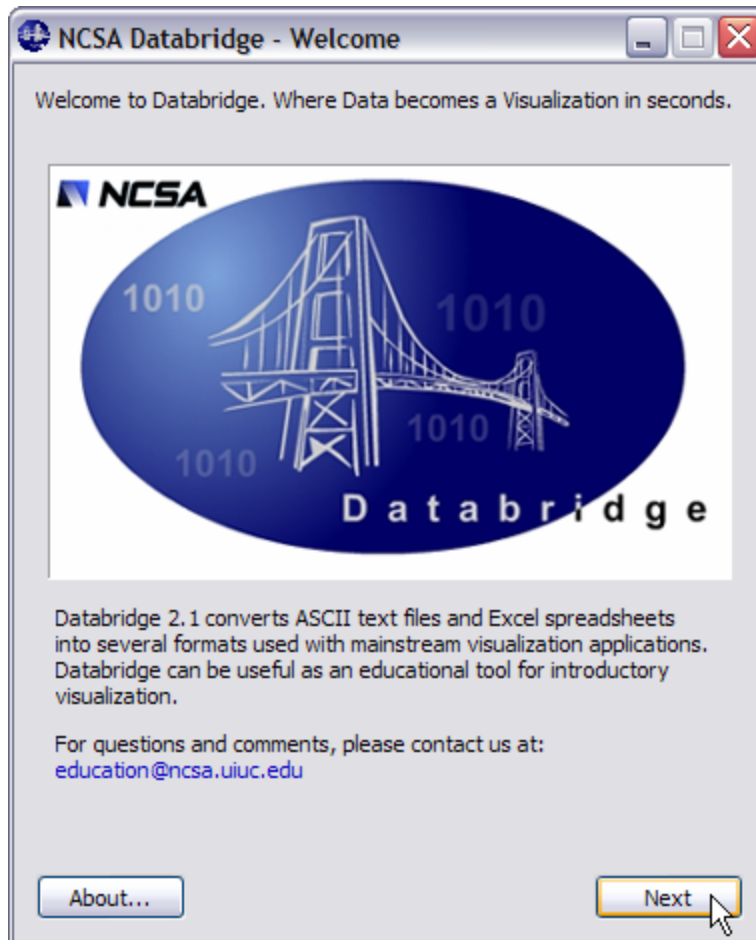 NCSA Databridge - Welcome
Welcome to Databridge. Where Data becomes a Visualization in seconds.
NCSA
1010
1010
1010
1010
Databridge
Databridge 2.1 converts ASCII text files and Excel spreadsheets
into several formats used with mainstream visualization applications.
Databridge can be useful as an educational tool for introductory
visualization.
For questions and comments, please contact us at:
education@ncsa.uiuc.edu
About...
Next